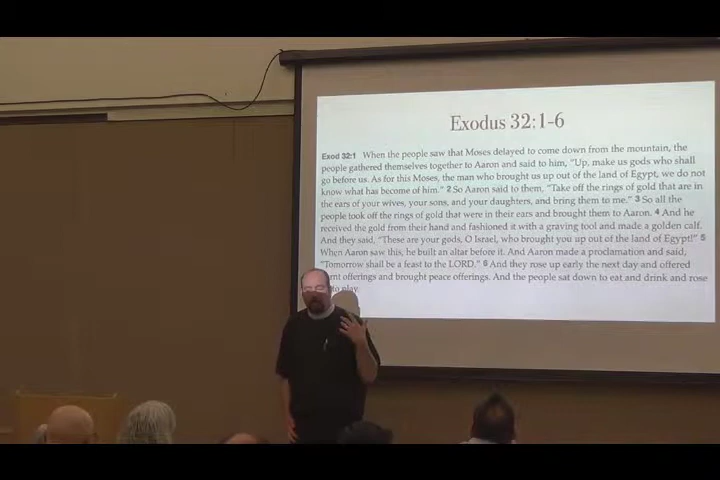 Exodus 32:1-6
Exod 32:1 When the people saw that Moses delayed to come down from the mountain, the
people gathered themselves together to Aaron and said to him, "Up, make us gods who shall
go before us. As for this Moses, the man who brought us up out of the land of Egypt, we do not
know what has become of him." 2 So Aaron said to them, "Take off the rings of gold that are in
the ears of your wives, your sons, and your daughters, and bring them to me." 3 So all the
people took off the rings of gold that were in their ears and brought them to Aaron. 4 And he
received the gold from their hand and fashioned it with a graving tool and made a golden calf.
And they said, "These are your gods, O Israel, who brought you up out of the land of Egypt!" 5
When Aaron saw this, he built an altar before it. And Aaron made a proclamation and said,
"Tomorrow shall be a feast to the LORD." 6 And they rose up early the next day and offered
offerings and brought peace offerings. And the people sat down to eat and drink and rose
to play.